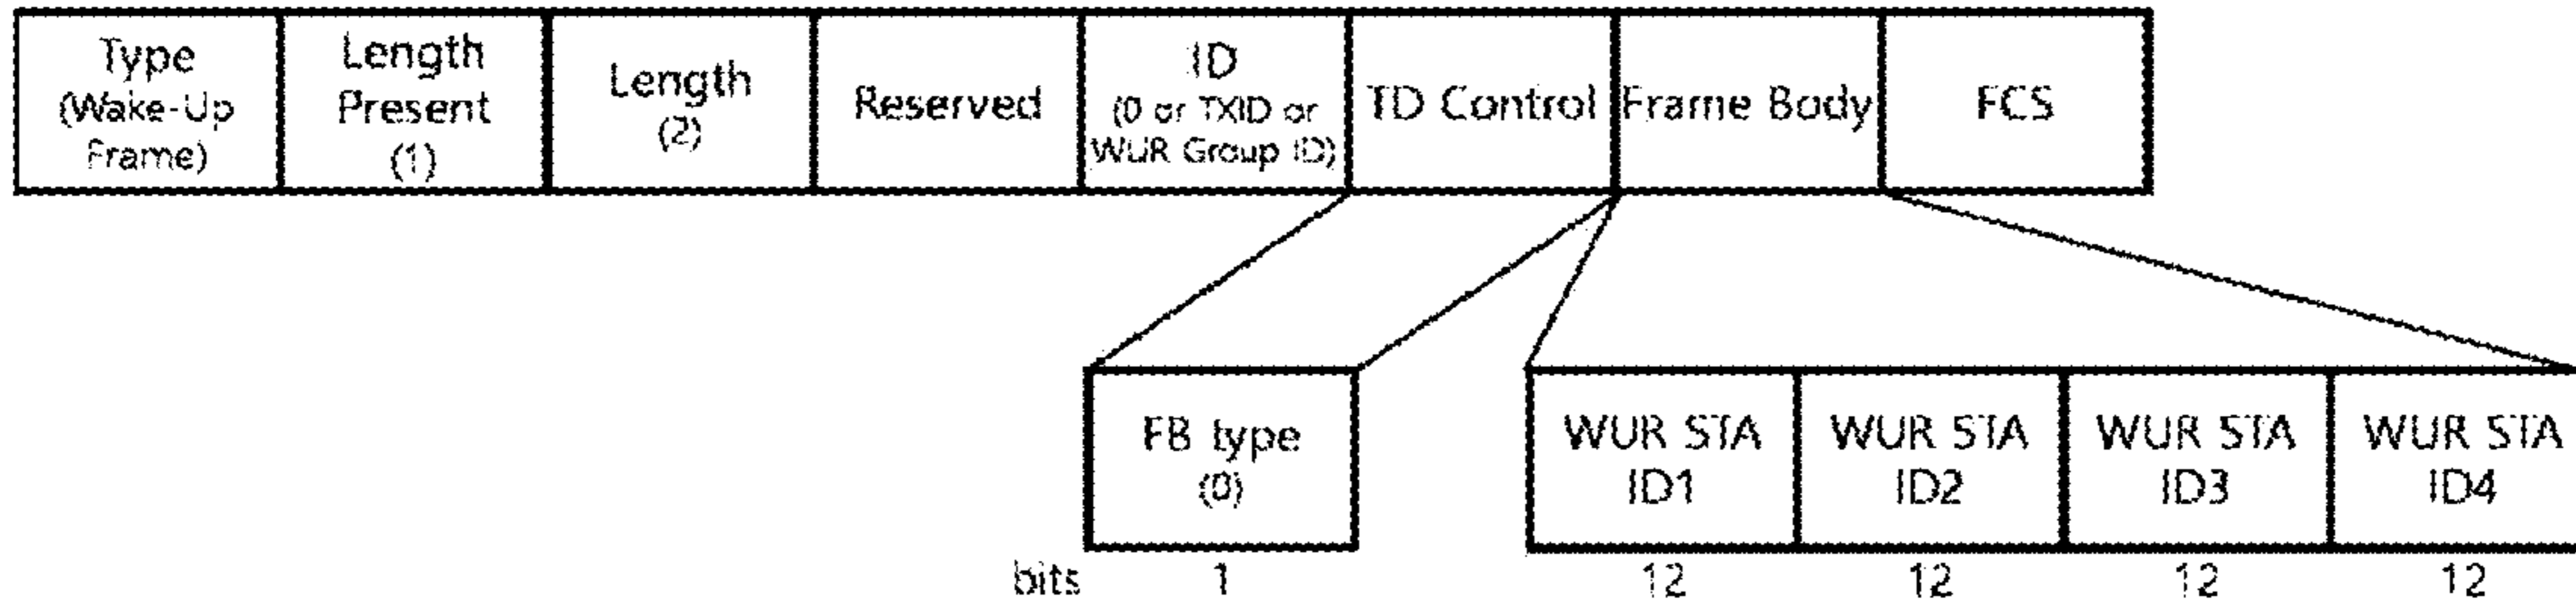 Type
(Wake-Up
Frame)
Length
Present
(1)
Length
(2)
Reserved
ID
(0 or TXID or
WUR Group ID)
TD Control
Frame Body
FCS
FB type
(0)
WUR STA
ID1
WUR STA
ID2
WUR STA
ID3
WUR STA
ID4
bits 1 12 12 12 12